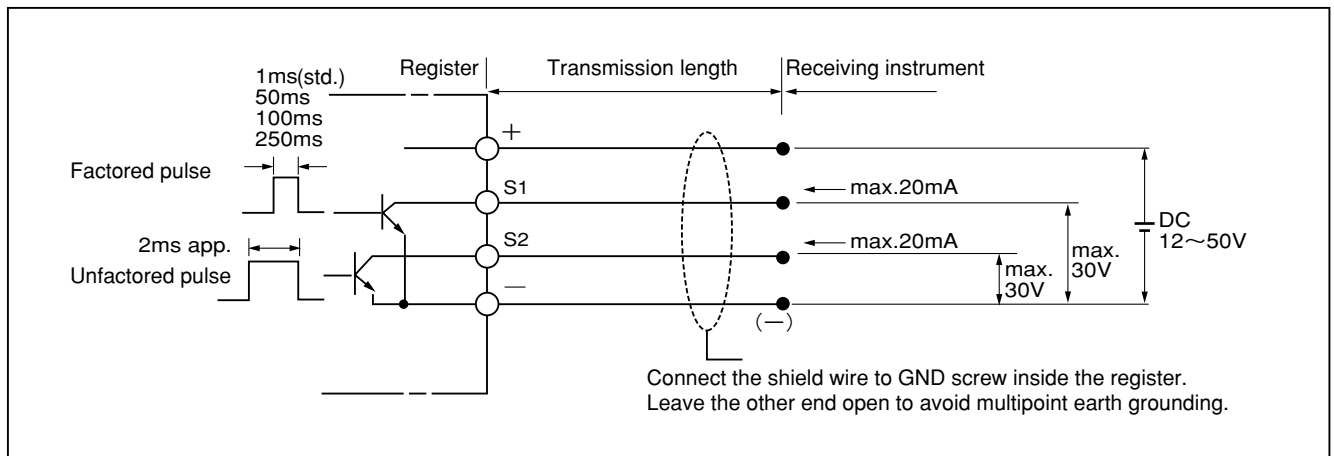 1ms(std.)
50ms
100ms
250ms
Register
Transmission length
Receiving instrument
+
Factored pulse
S1
max.20mA
2ms app.
S2
max.20mA
DC
12～50V
Unfactored pulse
max.
30V
max.
30V
—
(—)
Connect the shield wire to GND screw inside the register.
Leave the other end open to avoid multipoint earth grounding.